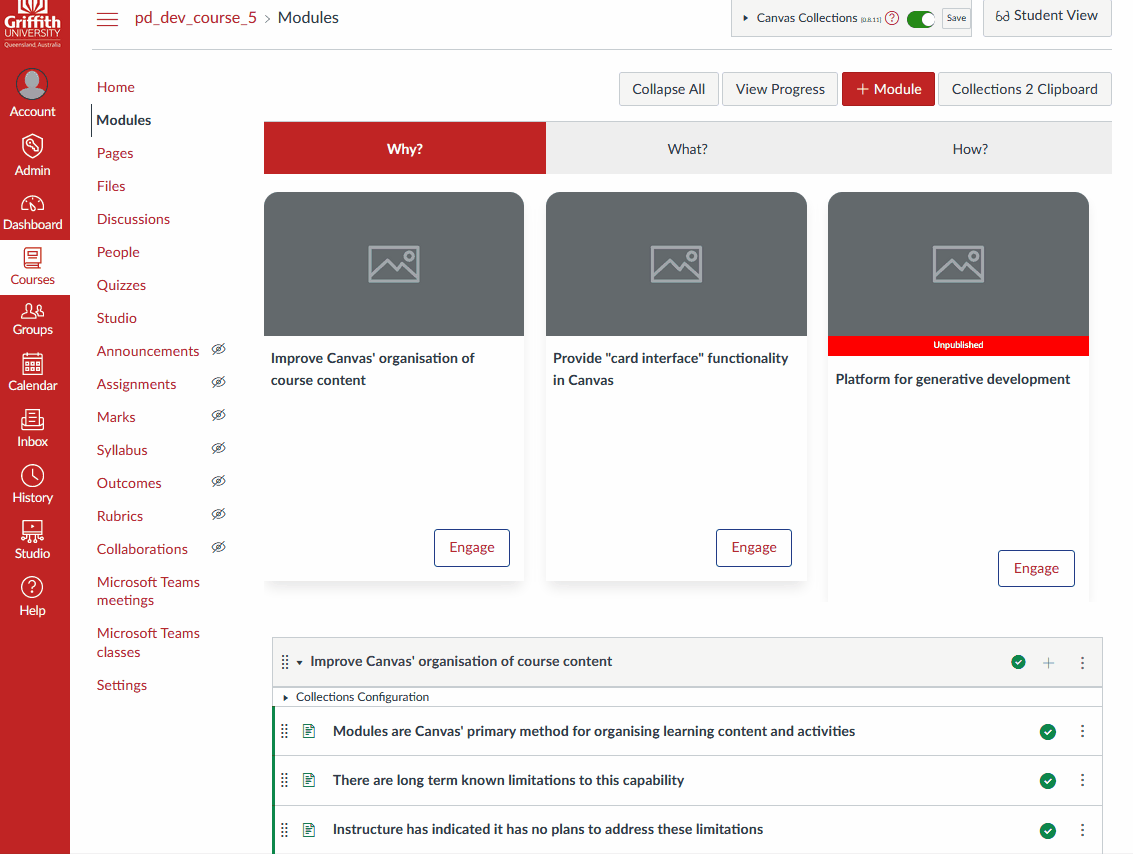 Griffith
UNIVERSITY
Queensland, Australia
Account
Admin
Dashboard
Courses
Groups
Calendar
Inbox
History
Studio
Help
pd_dev_course_5 > Modules
Canvas Collections [0.8.11] ?
Save
Student View
Home
Modules
Pages
Files
Discussions
People
Quizzes
Studio
Announcements
Assignments
Marks
Syllabus
Outcomes
Rubrics
Collaborations
Microsoft Teams
meetings
Microsoft Teams
classes
Settings
Collapse All
View Progress
+ Module
Collections 2 Clipboard
Why?
What?
How?
Improve Canvas' organisation of
course content
Engage
Provide "card interface" functionality
in Canvas
Engage
Unpublished
Platform for generative development
Engage
Improve Canvas' organisation of course content
Collections Configuration
Modules are Canvas' primary method for organising learning content and activities
There are long term known limitations to this capability
Instructure has indicated it has no plans to address these limitations